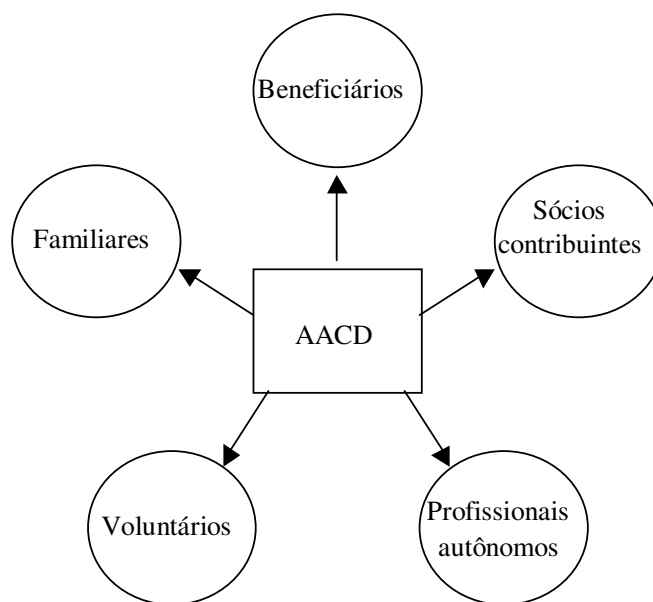 Beneficiários
Familiares
Sócios
contribuintes
AACD
Voluntários
Profissionais
autônomos